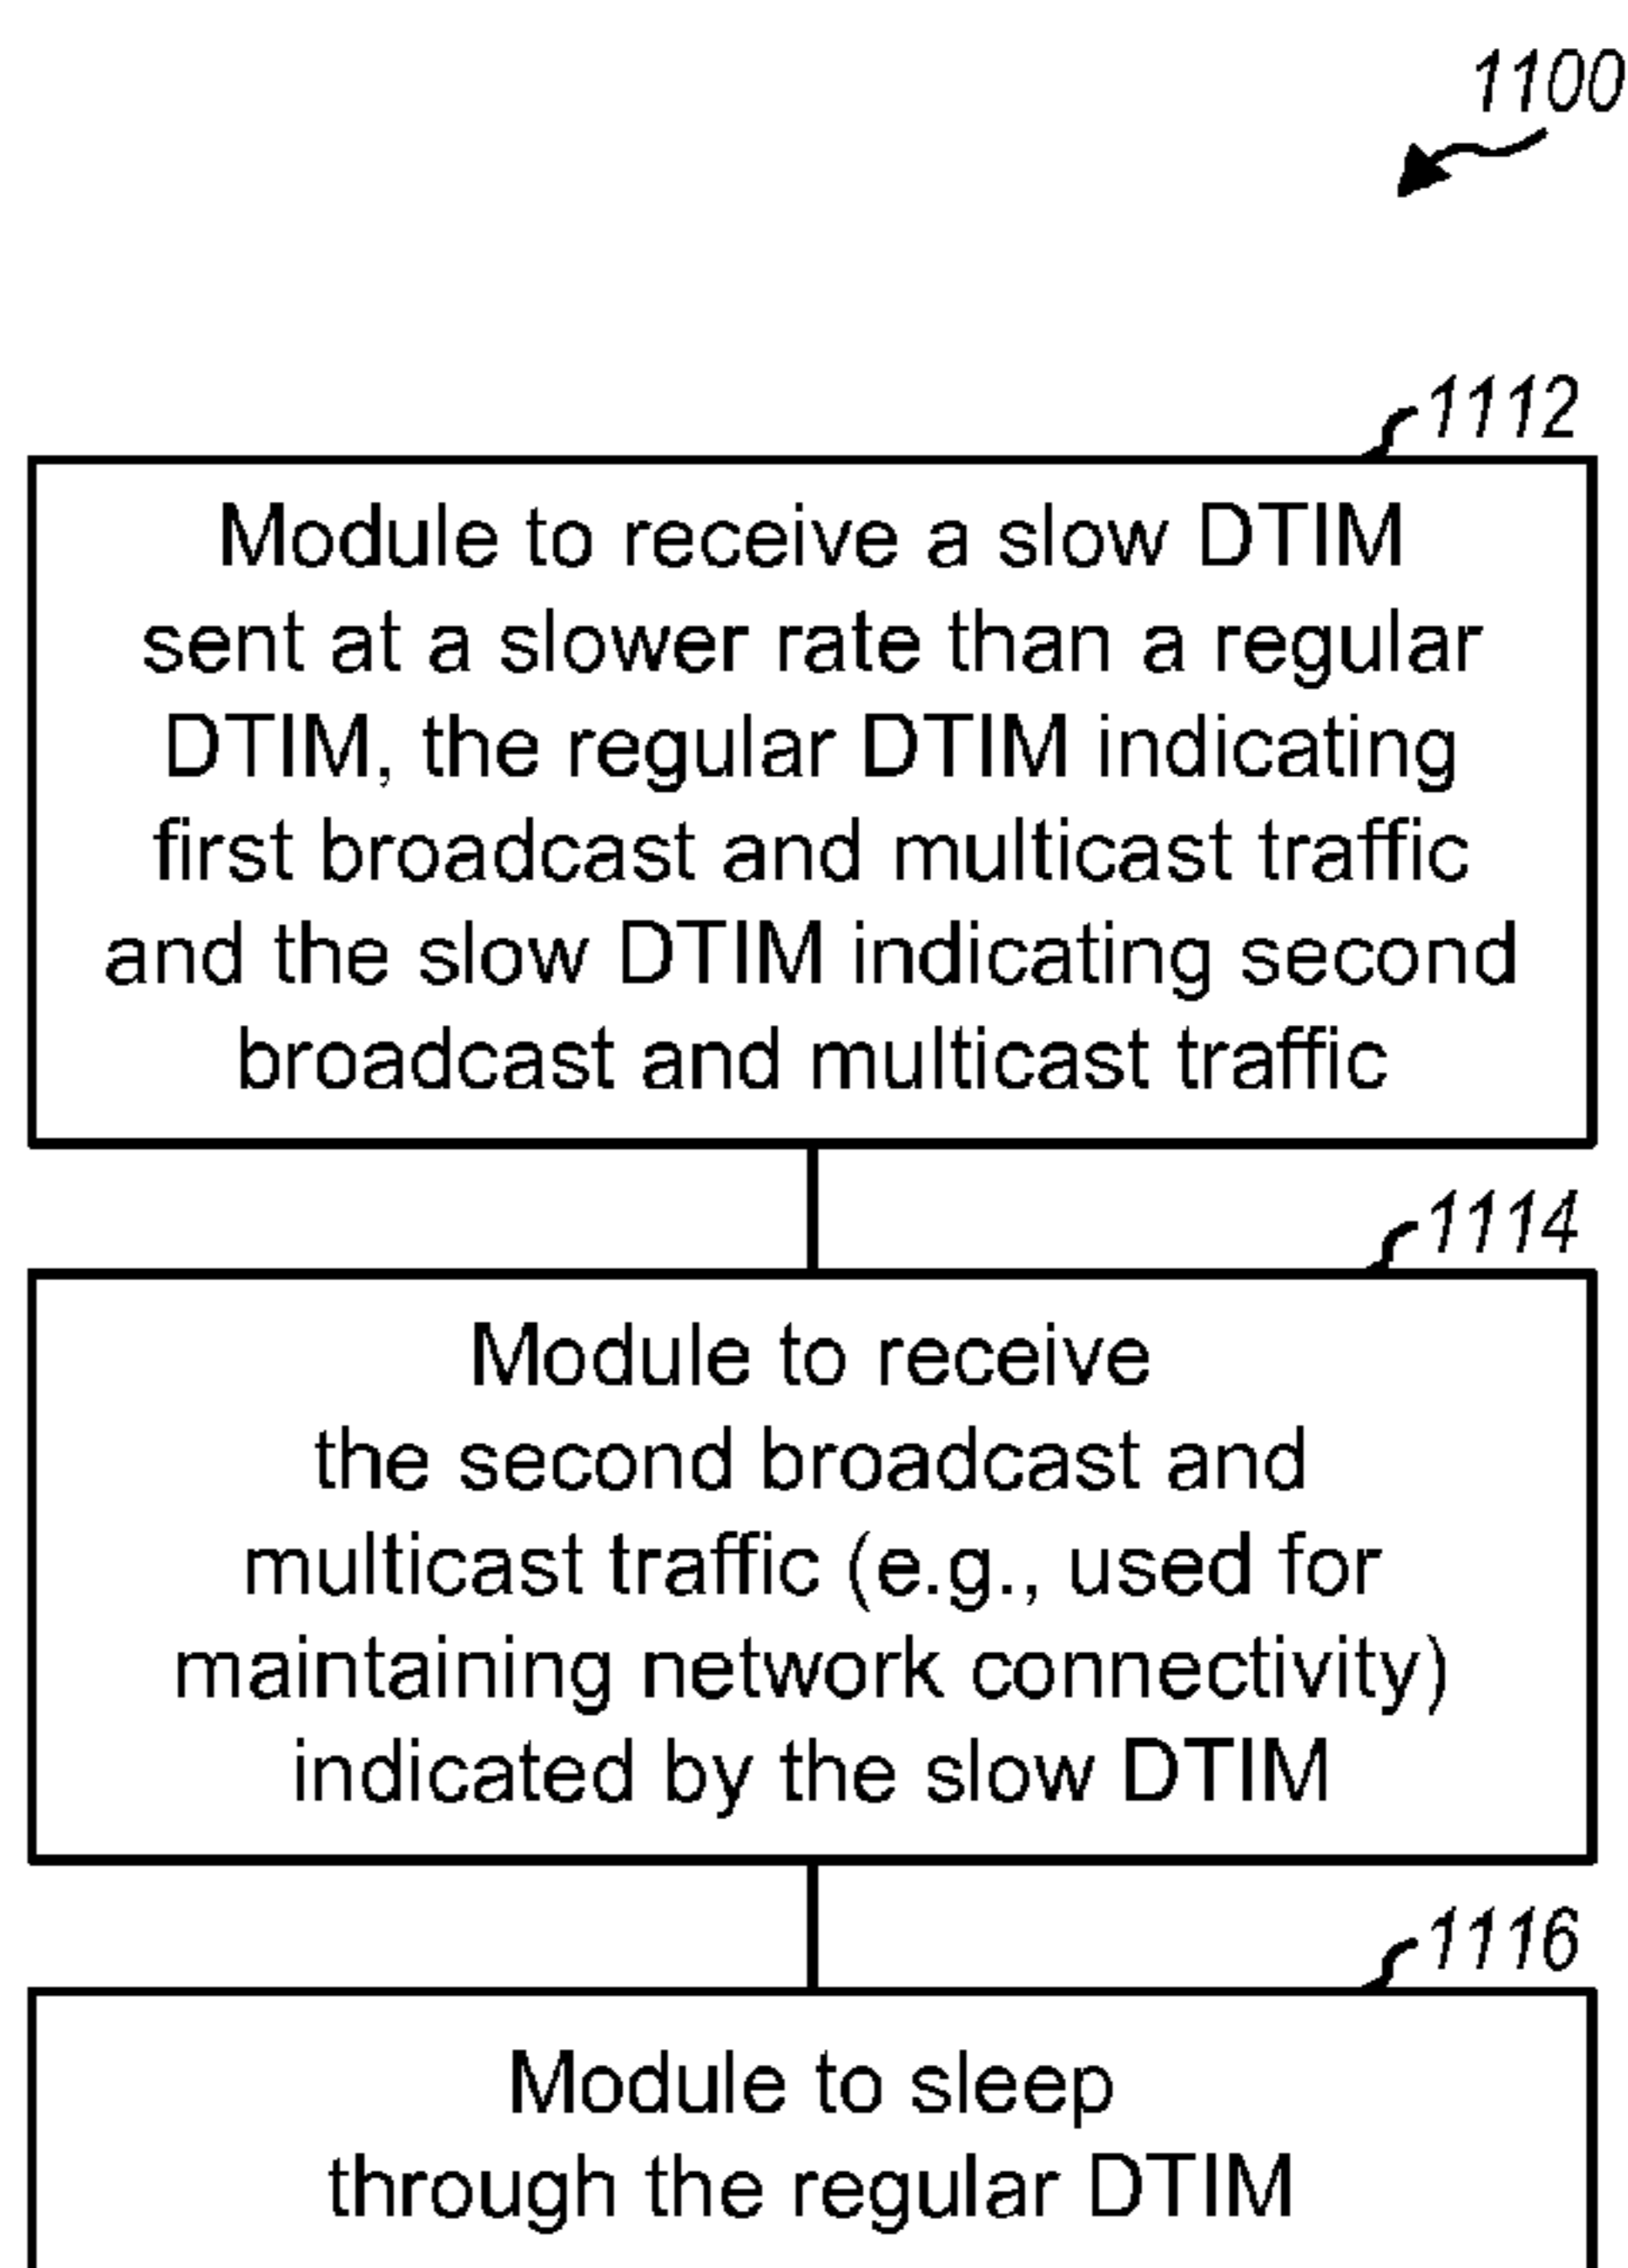 1100
1112
Module to receive a slow DTIM
sent at a slower rate than a regular
DTIM, the regular DTIM indicating
first broadcast and multicast traffic
and the slow DTIM indicating second
broadcast and multicast traffic
1114
Module to receive
the second broadcast and
multicast traffic (e.g., used for
maintaining network connectivity)
indicated by the slow DTIM
1116
Module to sleep
through the regular DTIM